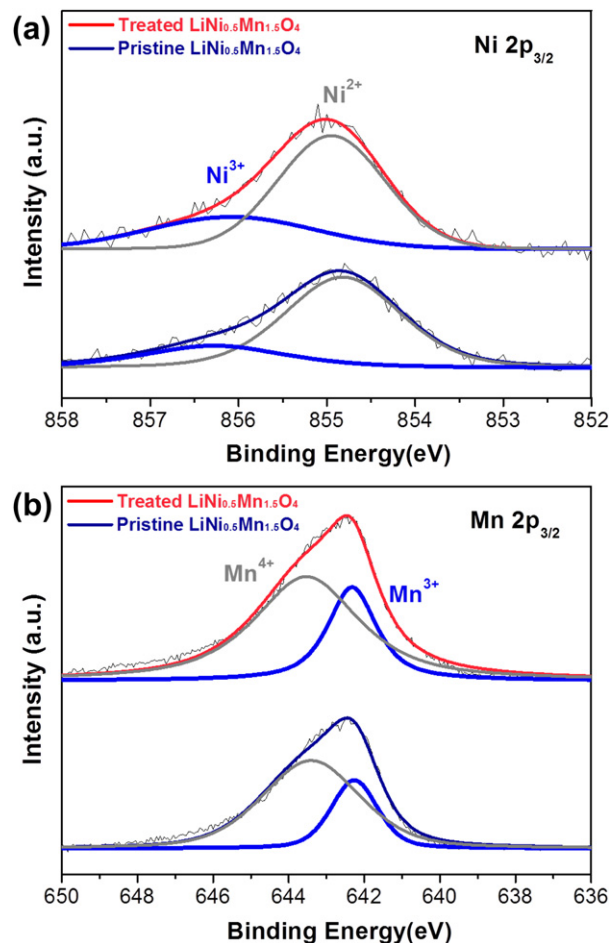 (a)
Treated LiNi₀.₅Mn₁.₅O₄
Pristine LiNi₀.₅Mn₁.₅O₄
Ni 2p₃/₂
Ni²⁺
Ni³⁺
Intensity (a.u.)
858 857 856 855 854 853 852
Binding Energy(eV)
(b)
Treated LiNi₀.₅Mn₁.₅O₄
Pristine LiNi₀.₅Mn₁.₅O₄
Mn 2p₃/₂
Mn⁴⁺
Mn³⁺
Intensity (a.u.)
650 648 646 644 642 640 638 636
Binding Energy(eV)